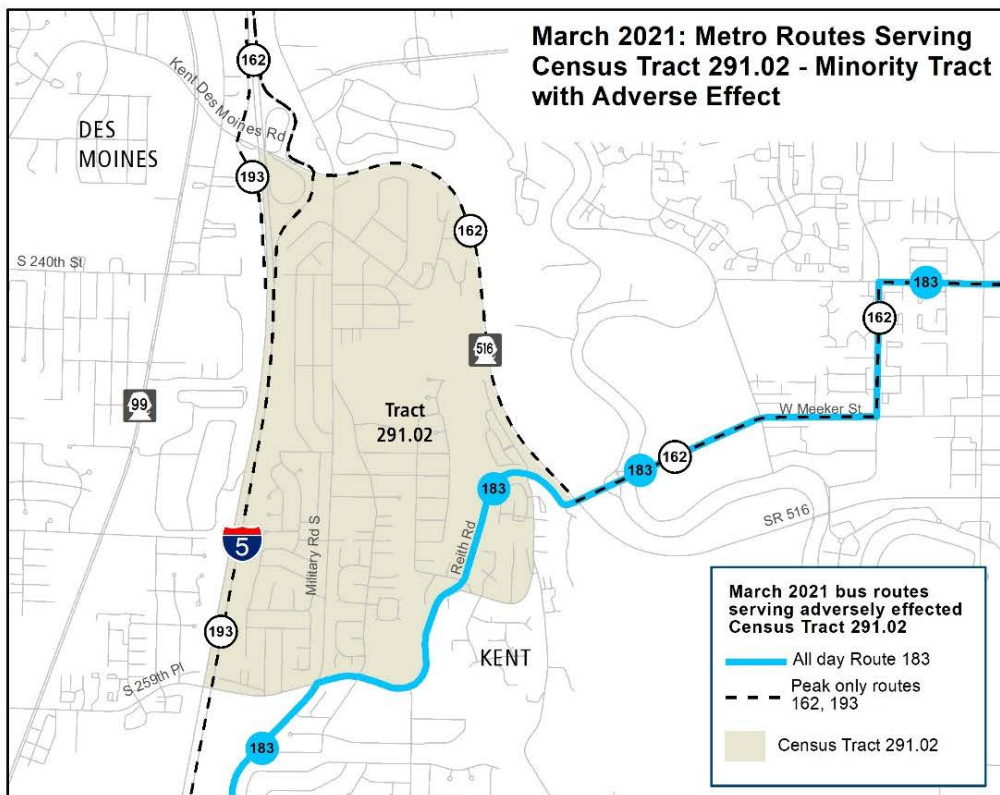 March 2021: Metro Routes Serving
Census Tract 291.02 - Minority Tract
with Adverse Effect
162
Kent Des Moines Rd
DES
MOINES
193
162
S 240th St
183
162
516
99
Tract
291.02
W Meeker St
162
183
183
SR 516
5
Reith Rd
Military Rd S
193
KENT
S 259th Pl
183
March 2021 bus routes
serving adversely effected
Census Tract 291.02
All day Route 183
Peak only routes
162, 193
Census Tract 291.02